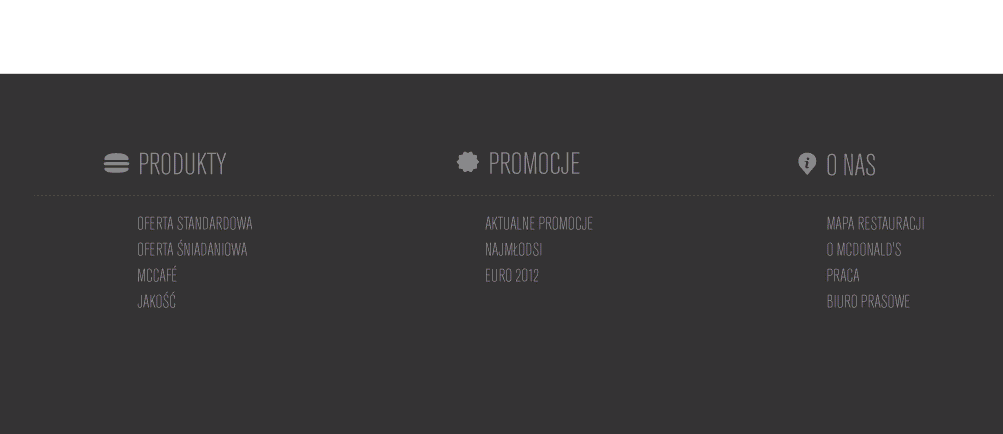 PRODUKTY
OFERTA STANDARDOWA
OFERTA ŚNIADANIOWA
MCCAFÉ
JAKOŚĆ
PROMOCJE
AKTUALNE PROMOCJE
NAJMŁODSI
EURO 2012
O NAS
MAPA RESTAURACJI
O MCDONALD'S
PRACA
BIURO PRASOWE